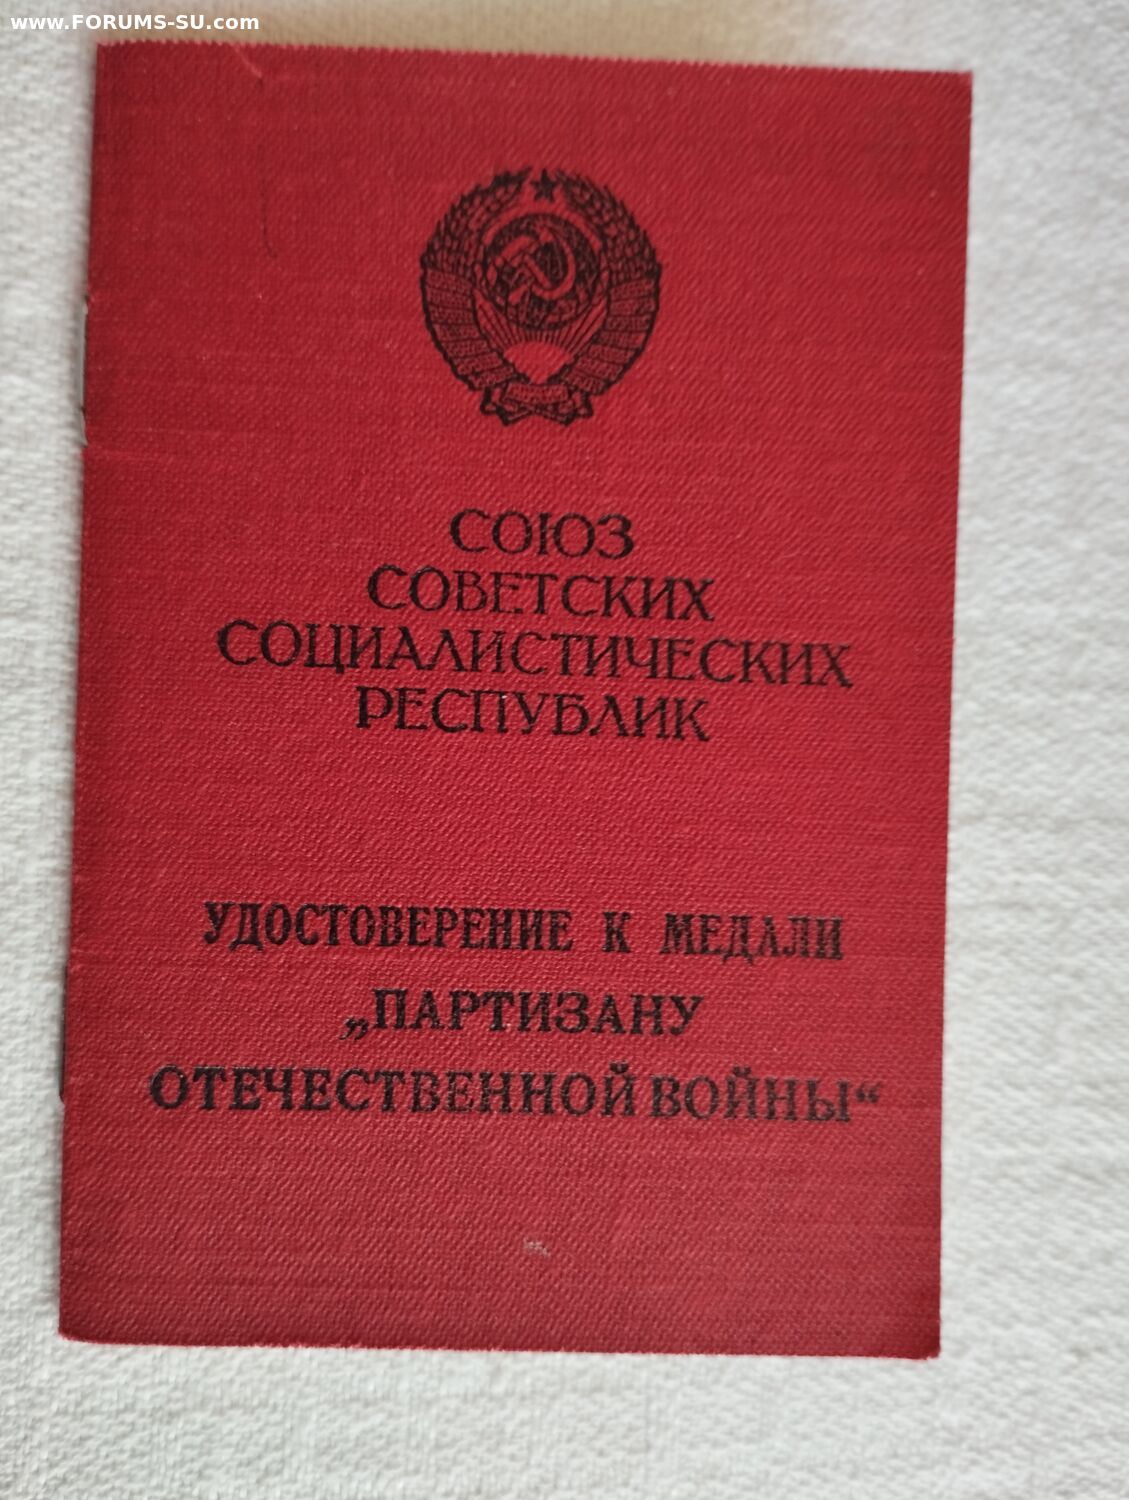 www.FORUMS-SU.com
СОЮЗ
СОВЕТСКИХ
СОЦИАЛИСТИЧЕСКИХ
РЕСПУБЛИК
УДОСТОВЕРЕНИЕ К МЕДАЛИ
„ПАРТИЗАНУ
ОТЕЧЕСТВЕННОЙ ВОЙНЫ“